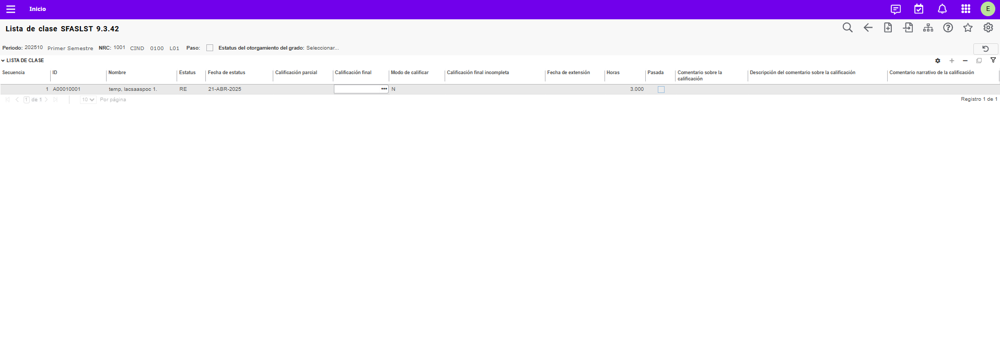 Inicio
E
Lista de clase SFASLST 9.3.42
Periodo: 202510 Primer Semestre NRC: 1001 CIND 0100 L01 Paso: Estatus del otorgamiento del grado: Seleccionar...
LISTA DE CLASE
Secuencia ID Nombre Estatus Fecha de estatus Calificación parcial Calificación final Modo de calificar Calificación final incompleta Fecha de extensión Horas Pasada Comentario sobre la calificación Descripción del comentario sobre la calificación Comentario narrativo de la calificación
1 A00010001 temp, lacsaaspoc 1. RE 21-ABR-2025 ••• N 3.000
1 de 1 10 Por página Registro 1 de 1